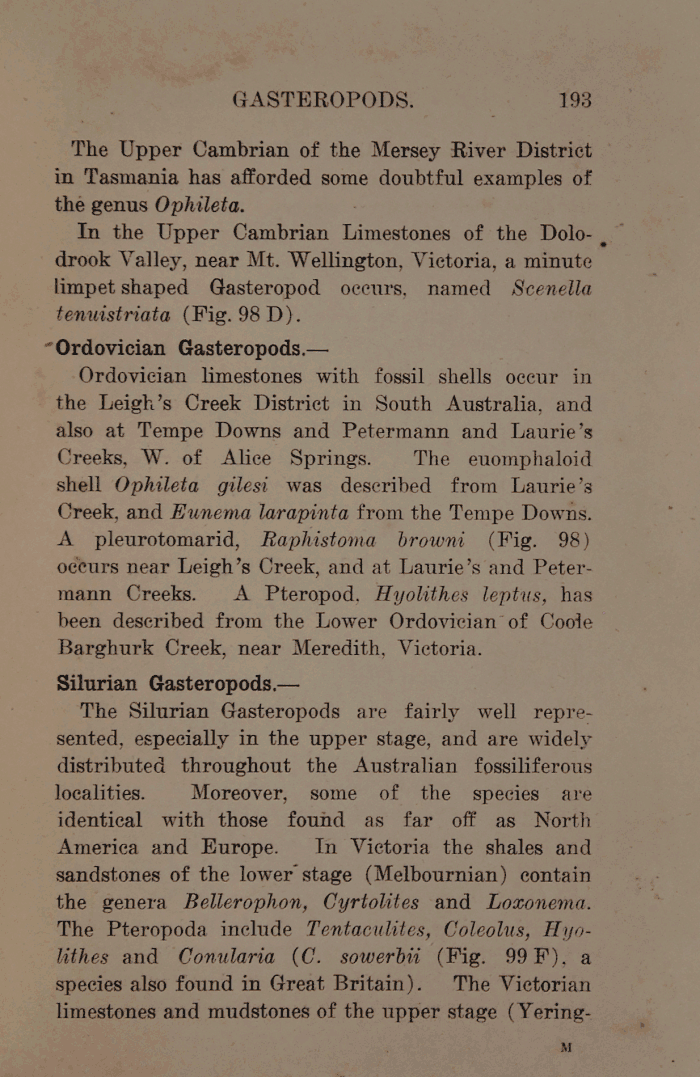 GASTEROPODS. 193
The Upper Cambrian of the Mersey River District
in Tasmania has afforded some doubtful examples of
the genus Ophileta.
In the Upper Cambrian Limestones of the Dolo-
drook Valley, near Mt. Wellington, Victoria, a minute
limpet shaped Gasteropod occurs, named Scenella
tenuistriata (Fig. 98 D).
Ordovician Gasteropods.—
Ordovician limestones with fossil shells occur in
the Leigh's Creek District in South Australia, and
also at Tempe Downs and Petermann and Laurie's
Creeks, W. of Alice Springs. The euomphaloid
shell Ophileta gilesi was described from Laurie's
Creek, and Eunema larapinta from the Tempe Downs.
A pleurotomarid, Raphistoma browni (Fig. 98)
occurs near Leigh's Creek, and at Laurie's and Peter-
mann Creeks. A Pteropod, Hyolithes leptus, has
been described from the Lower Ordovician of Coole
Barghurk Creek, near Meredith, Victoria.
Silurian Gasteropods.—
The Silurian Gasteropods are fairly well repre-
sented, especially in the upper stage, and are widely
distributed throughout the Australian fossiliferous
localities. Moreover, some of the species are
identical with those found as far off as North
America and Europe. In Victoria the shales and
sandstones of the lower stage (Melbournian) contain
the genera Bellerophon, Cyrtolites and Loxonema.
The Pteropoda include Tentaculites, Coleolus, Hyo-
lithes and Conularia (C. sowerbii (Fig. 99 F), a
species also found in Great Britain). The Victorian
limestones and mudstones of the upper stage (Yering-
M